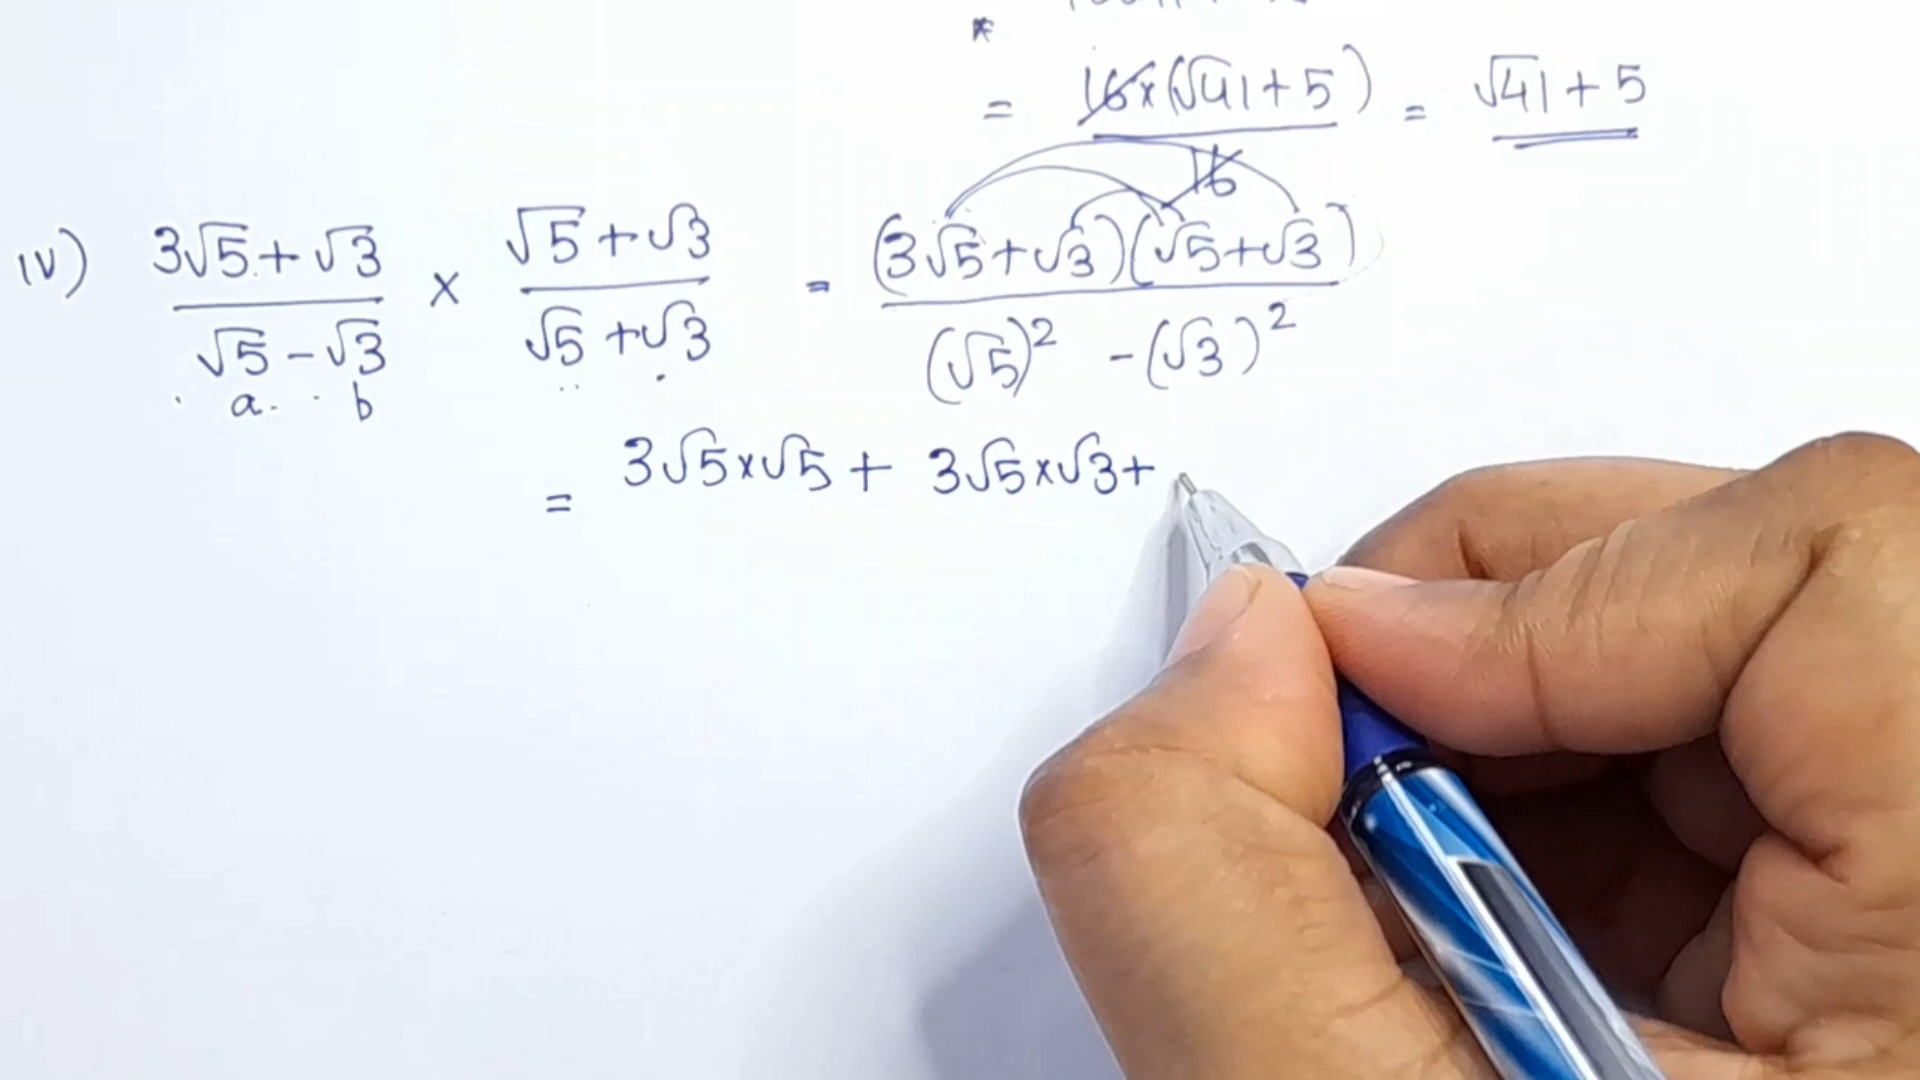 *
= 16×(√41+5) / 16 = √41+5
iv) 3√5+√3 / √5-√3 × √5+√3 / √5+√3 = (3√5+√3)(√5+√3) / (√5)² -(√3)²
a b
= 3√5×√5 + 3√5×√3+